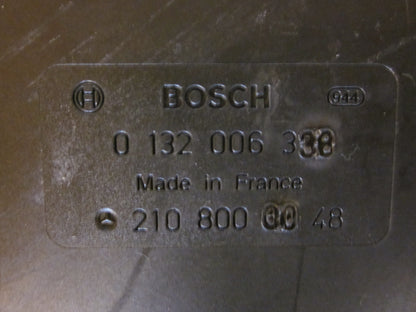 BOSCH 944
0 132 006 338
Made in France
210 800 00 48